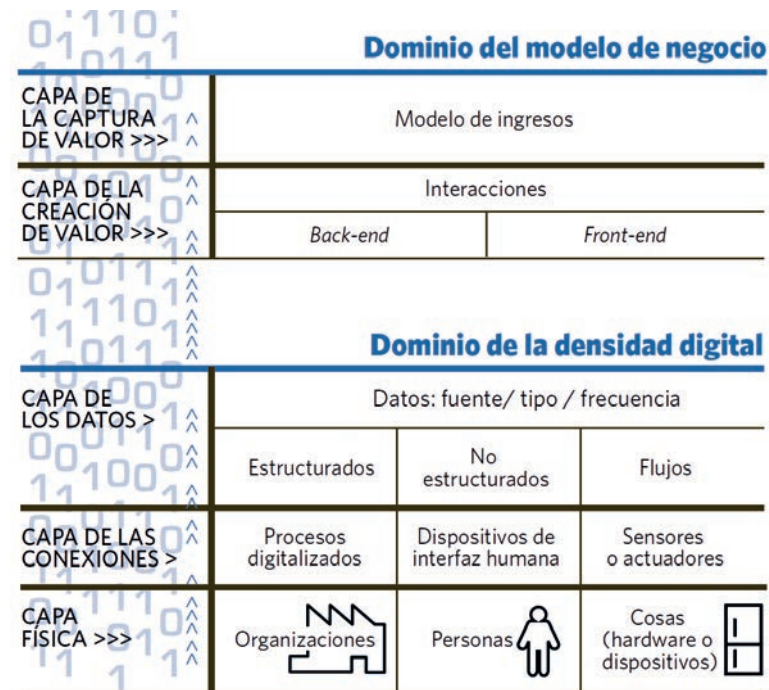 Dominio del modelo de negocio
CAPA DE
LA CAPTURA
DE VALOR >>>
Modelo de ingresos
CAPA DE LA
CREACIÓN
DE VALOR >>>
Interacciones
Back-end
Front-end
Dominio de la densidad digital
CAPA DE
LOS DATOS >
Datos: fuente/ tipo / frecuencia
Estructurados
No
estructurados
Flujos
CAPA DE LAS
CONEXIONES >
Procesos
digitalizados
Dispositivos de
interfaz humana
Sensores
o actuadores
CAPA
FÍSICA >>>
Organizaciones
Personas
Cosas
(hardware o
dispositivos)